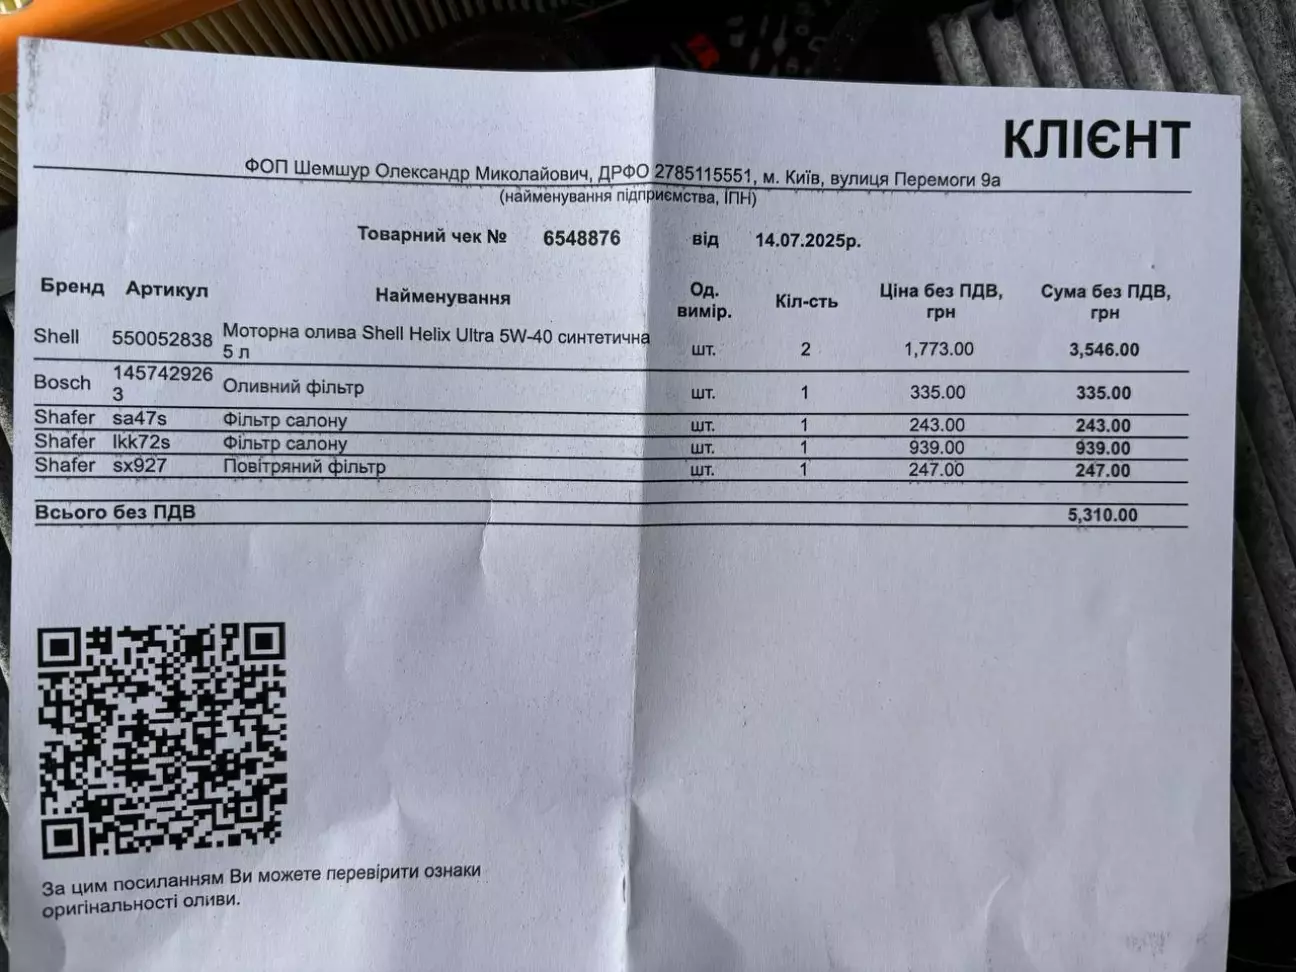 КЛІЄНТ
ФОП Шемшур Олександр Миколайович, ДРФО 2785115551, м. Київ, вулиця Перемоги 9а
(найменування підприємства, ІПН)
Товарний чек № 6548876 від 14.07.2025р.
Бренд Артикул Найменування Од. вимір. Кіл-сть Ціна без ПДВ, грн Сума без ПДВ, грн
Shell 550052838 Моторна олива Shell Helix Ultra 5W-40 синтетична 5 л шт. 2 1,773.00 3,546.00
Bosch 1457429263 Оливний фільтр шт. 1 335.00 335.00
Shafer sa47s Фільтр салону шт. 1 243.00 243.00
Shafer lkk72s Фільтр салону шт. 1 939.00 939.00
Shafer sx927 Повітряний фільтр шт. 1 247.00 247.00
Всього без ПДВ 5,310.00
За цим посиланням Ви можете перевірити ознаки
оригінальності оливи.